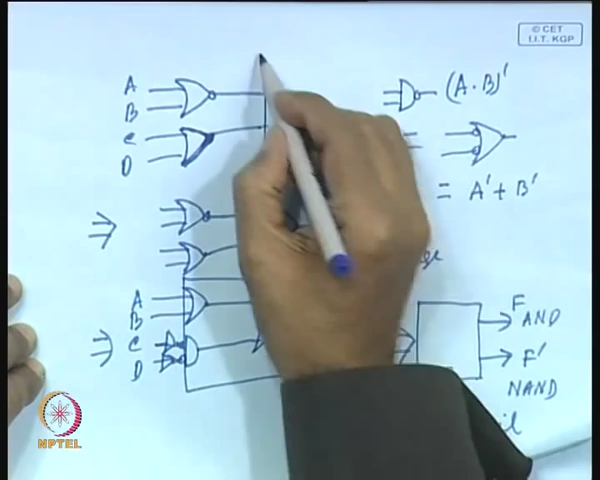 © CET
I.I.T. KGP
A
B
C
D
(A·B)'
= A' + B'
⇒
⇒
A
B
C
D
F
AND
F'
NAND
NPTEL